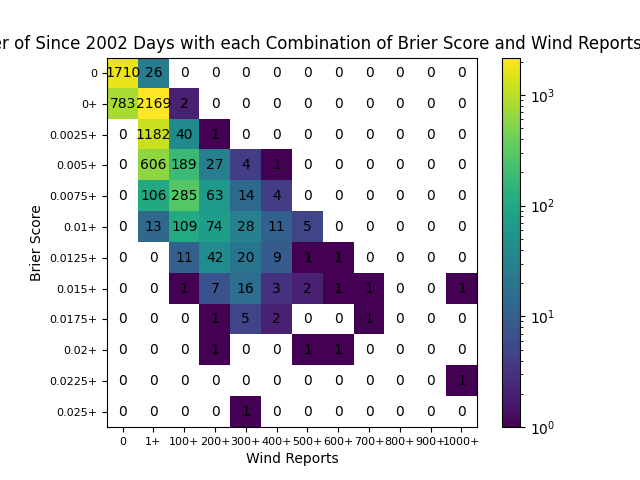 er of Since 2002 Days with each Combination of Brier Score and Wind Reports
0 1710 26 0 0 0 0 0 0 0 0 0 0
0+ 783 2169 2 0 0 0 0 0 0 0 0 0
0.0025+ 0 1182 40 1 0 0 0 0 0 0 0 0
0.005+ 0 606 189 27 4 1 0 0 0 0 0 0
0.0075+ 0 106 285 63 14 4 0 0 0 0 0 0
0.01+ 0 13 109 74 28 11 5 0 0 0 0 0
0.0125+ 0 0 11 42 20 9 1 1 0 0 0 0
0.015+ 0 0 1 7 16 3 2 1 1 0 0 1
0.0175+ 0 0 0 1 5 2 0 0 1 0 0 0
0.02+ 0 0 0 1 0 0 1 1 0 0 0 0
0.0225+ 0 0 0 0 0 0 0 0 0 0 0 1
0.025+ 0 0 0 0 1 0 0 0 0 0 0 0
0 1+ 100+ 200+ 300+ 400+ 500+ 600+ 700+ 800+ 900+ 1000+
Wind Reports
Brier Score
10³
10²
10¹
10⁰